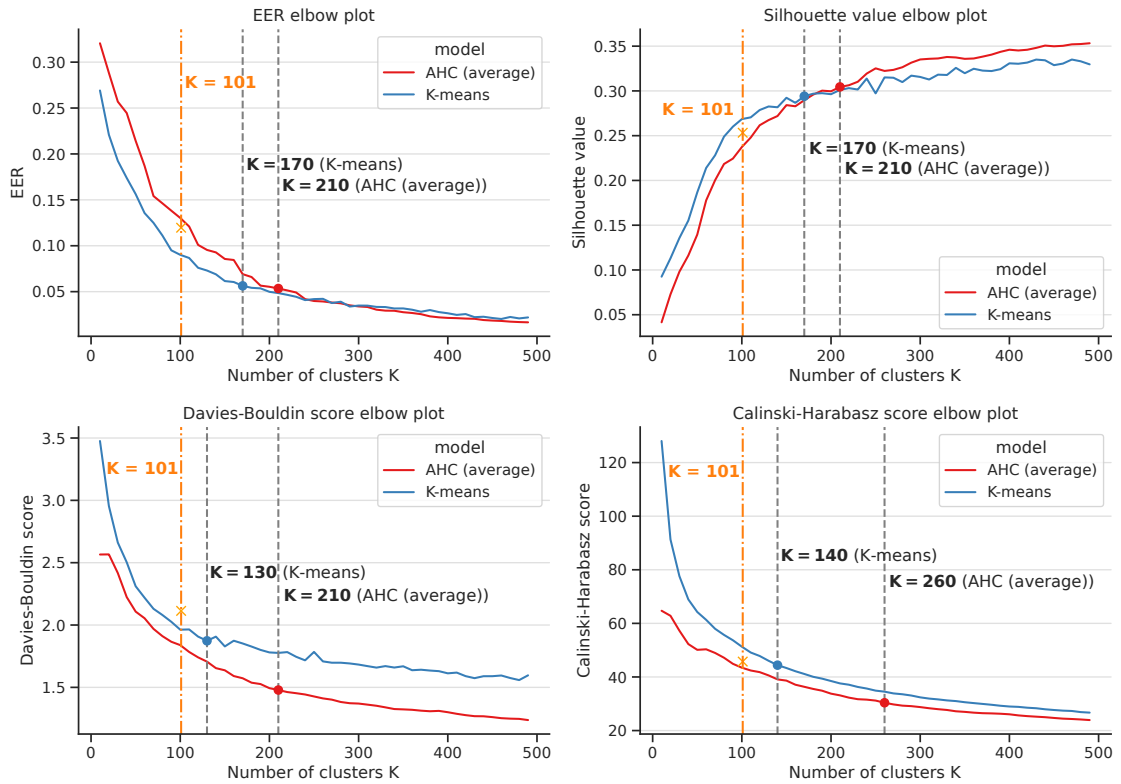 EER elbow plot
EER
0.30
0.25
0.20
0.15
0.10
0.05
K = 101
model
AHC (average)
K-means
K = 170 (K-means)
K = 210 (AHC (average))
0
100
200
300
400
500
Number of clusters K
Silhouette value elbow plot
Silhouette value
0.35
0.30
0.25
0.20
0.15
0.10
0.05
K = 101
K = 170 (K-means)
K = 210 (AHC (average))
model
AHC (average)
K-means
0
100
200
300
400
500
Number of clusters K
Davies-Bouldin score elbow plot
Davies-Bouldin score
3.5
3.0
2.5
2.0
1.5
K = 101
model
AHC (average)
K-means
K = 130 (K-means)
K = 210 (AHC (average))
0
100
200
300
400
500
Number of clusters K
Calinski-Harabasz score elbow plot
Calinski-Harabasz score
120
100
80
60
40
20
K = 101
model
AHC (average)
K-means
K = 140 (K-means)
K = 260 (AHC (average))
0
100
200
300
400
500
Number of clusters K